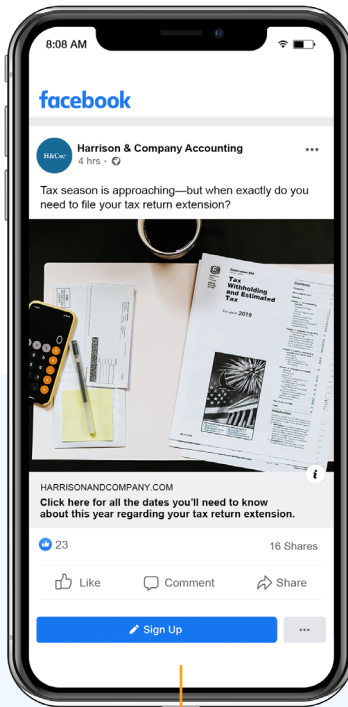 8:08 AM
facebook
H&Co:
Harrison & Company Accounting
4 hrs
Tax season is approaching—but when exactly do you
need to file your tax return extension?
Tax
Withholding
and Estimated
Tax
For use in 2019
HARRISONANDCOMPANY.COM
Click here for all the dates you'll need to know
about this year regarding your tax return extension.
23
16 Shares
Like
Comment
Share
Sign Up